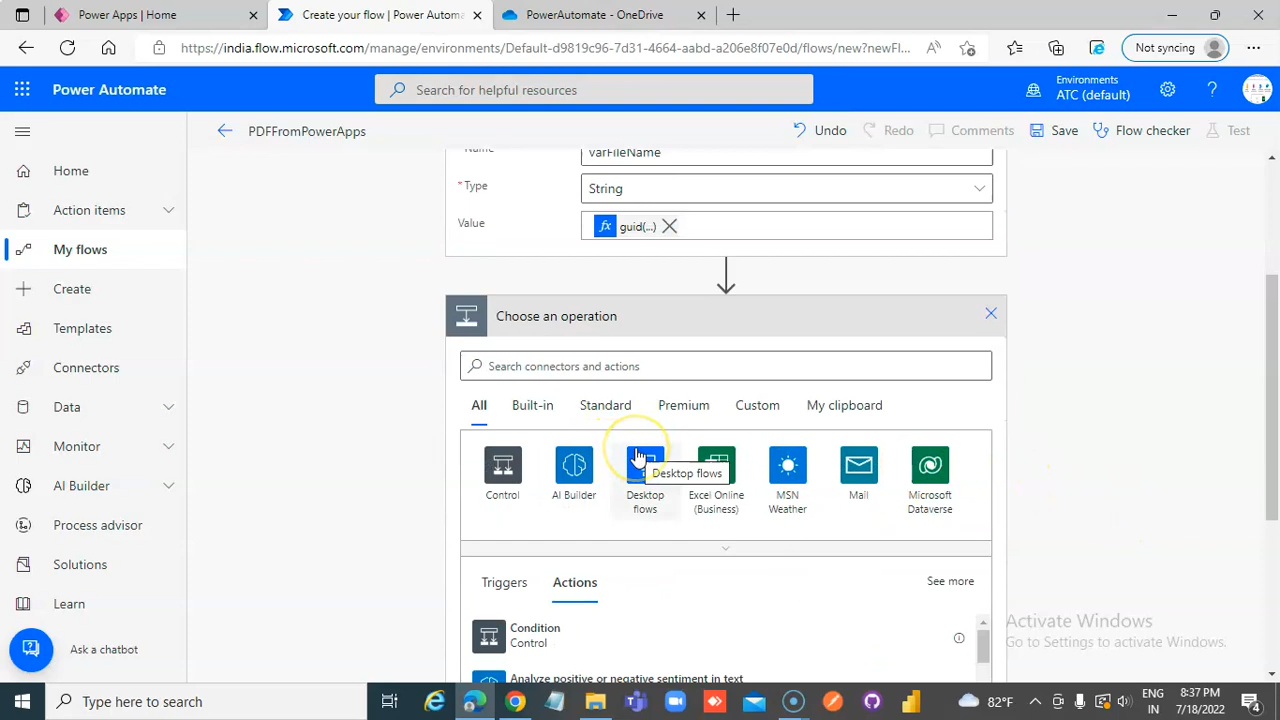 Power Apps | Home
Create your flow | Power Automa
PowerAutomate - OneDrive
https://india.flow.microsoft.com/manage/environments/Default-d9819c96-7d31-4664-aabd-a206e8f07e0d/flows/new?newFl...
Not syncing
Power Automate
Search for helpful resources
Environments
ATC (default)
PDFFromPowerApps
Undo
Redo
Comments
Save
Flow checker
Test
Home
Action items
My flows
Create
Templates
Connectors
Data
Monitor
AI Builder
Process advisor
Solutions
Learn
Ask a chatbot
Name
varFileName
* Type
String
Value
fx guid(...)
Choose an operation
Search connectors and actions
All
Built-in
Standard
Premium
Custom
My clipboard
Control
AI Builder
Desktop
flows
Desktop flows
Excel Online
(Business)
MSN
Weather
Mail
Microsoft
Dataverse
Triggers
Actions
See more
Condition
Control
Analyze positive or negative sentiment in text
Activate Windows
Go to Settings to activate Windows.
Type here to search
82°F
ENG
IN
8:37 PM
7/18/2022
4